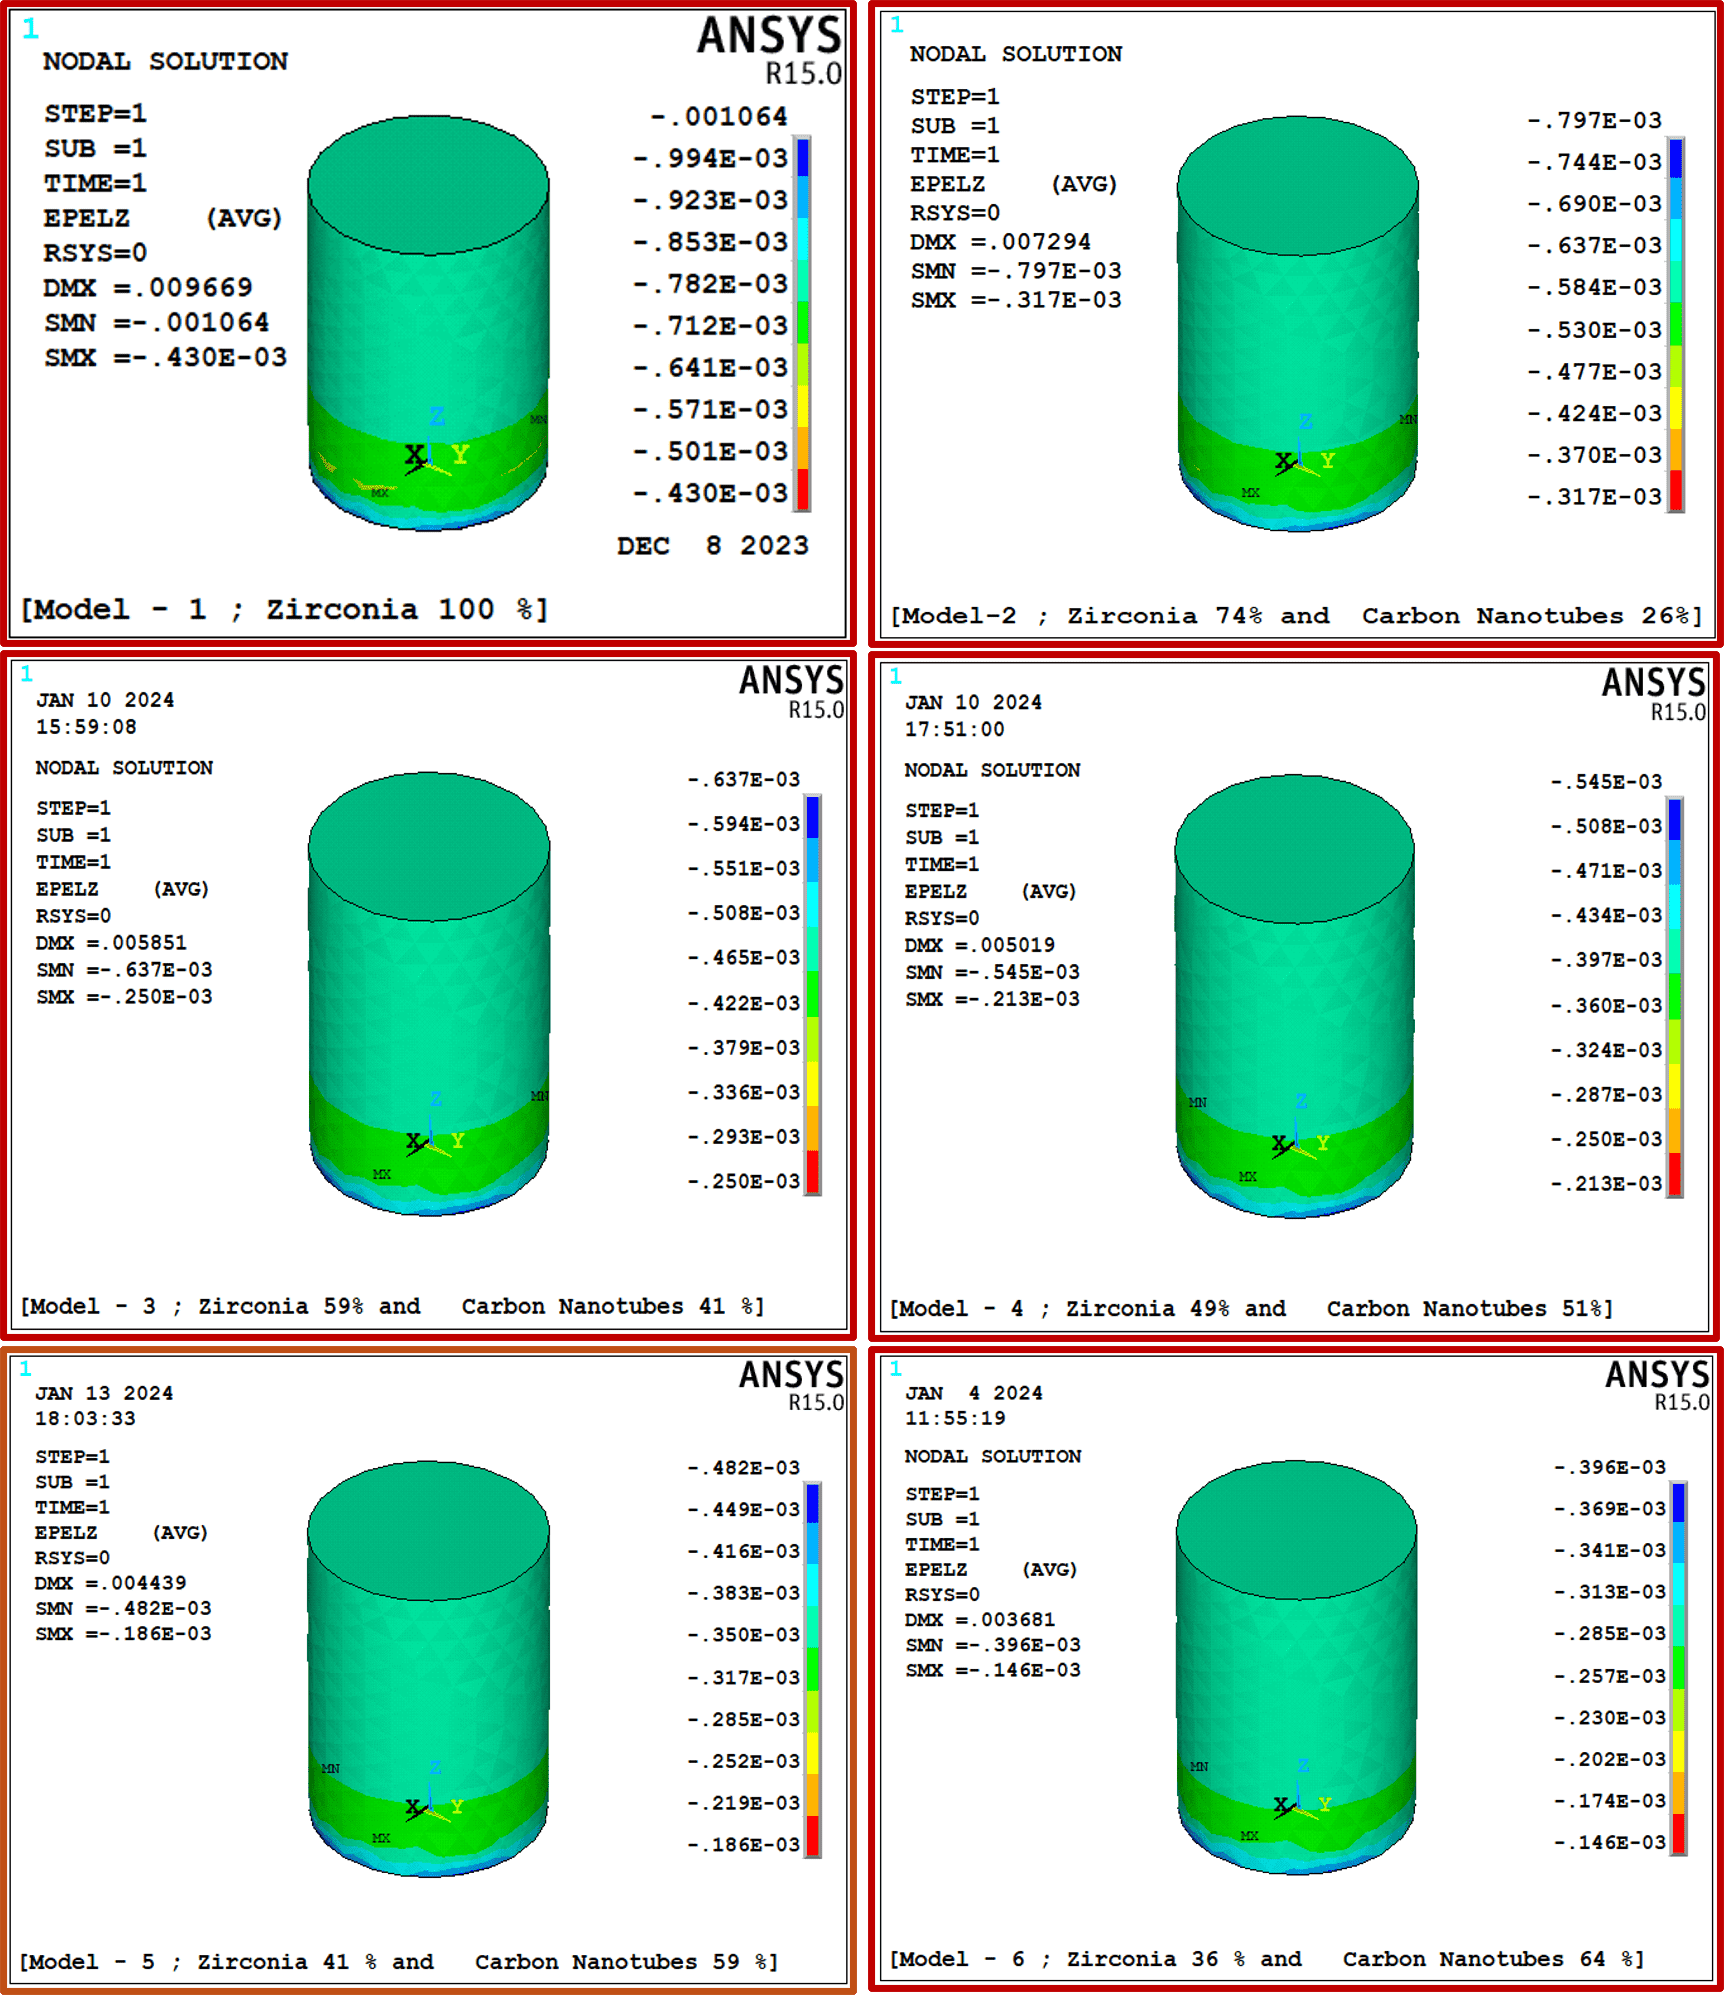 1
ANSYS
R15.0
NODAL SOLUTION
STEP=1
SUB =1
TIME=1
EPELZ (AVG)
RSYS=0
DMX =.009669
SMN =-.001064
SMX =-.430E-03
-.001064
-.994E-03
-.923E-03
-.853E-03
-.782E-03
-.712E-03
-.641E-03
-.571E-03
-.501E-03
-.430E-03
Z
MN
X Y
MX
DEC 8 2023
[Model - 1 ; Zirconia 100 %]
1
NODAL SOLUTION
STEP=1
SUB =1
TIME=1
EPELZ (AVG)
RSYS=0
DMX =.007294
SMN =-.797E-03
SMX =-.317E-03
-.797E-03
-.744E-03
-.690E-03
-.637E-03
-.584E-03
-.530E-03
-.477E-03
-.424E-03
-.370E-03
-.317E-03
Z
MN
X Y
MX
[Model-2 ; Zirconia 74% and Carbon Nanotubes 26%]
1
ANSYS
R15.0
JAN 10 2024
15:59:08
NODAL SOLUTION
STEP=1
SUB =1
TIME=1
EPELZ (AVG)
RSYS=0
DMX =.005851
SMN =-.637E-03
SMX =-.250E-03
-.637E-03
-.594E-03
-.551E-03
-.508E-03
-.465E-03
-.422E-03
-.379E-03
-.336E-03
-.293E-03
-.250E-03
Z
MN
X Y
MX
[Model - 3 ; Zirconia 59% and Carbon Nanotubes 41 %]
1
ANSYS
R15.0
JAN 10 2024
17:51:00
NODAL SOLUTION
STEP=1
SUB =1
TIME=1
EPELZ (AVG)
RSYS=0
DMX =.005019
SMN =-.545E-03
SMX =-.213E-03
-.545E-03
-.508E-03
-.471E-03
-.434E-03
-.397E-03
-.360E-03
-.324E-03
-.287E-03
-.250E-03
-.213E-03
MN
Z
X Y
MX
[Model - 4 ; Zirconia 49% and Carbon Nanotubes 51%]
1
ANSYS
R15.0
JAN 13 2024
18:03:33
STEP=1
SUB =1
TIME=1
EPELZ (AVG)
RSYS=0
DMX =.004439
SMN =-.482E-03
SMX =-.186E-03
-.482E-03
-.449E-03
-.416E-03
-.383E-03
-.350E-03
-.317E-03
-.285E-03
-.252E-03
-.219E-03
-.186E-03
MN
Z
X Y
MX
[Model - 5 ; Zirconia 41 % and Carbon Nanotubes 59 %]
1
ANSYS
R15.0
JAN 4 2024
11:55:19
NODAL SOLUTION
STEP=1
SUB =1
TIME=1
EPELZ (AVG)
RSYS=0
DMX =.003681
SMN =-.396E-03
SMX =-.146E-03
-.396E-03
-.369E-03
-.341E-03
-.313E-03
-.285E-03
-.257E-03
-.230E-03
-.202E-03
-.174E-03
-.146E-03
MN
Z
X Y
MX
[Model - 6 ; Zirconia 36 % and Carbon Nanotubes 64 %]